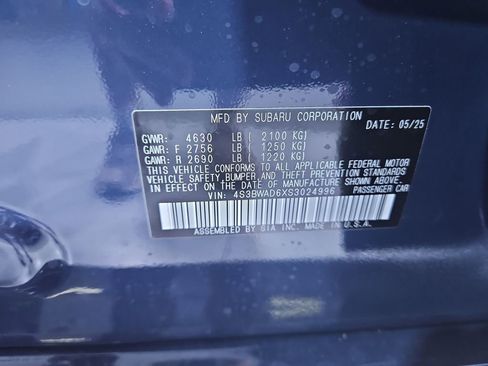 MFD BY SUBARU CORPORATION
DATE: 05/25
GVWR: 4630 LB ( 2100 KG)
GAWR: F 2756 LB ( 1250 KG)
GAWR: R 2690 LB ( 1220 KG)
THIS VEHICLE CONFORMS TO ALL APPLICABLE FEDERAL MOTOR
VEHICLE SAFETY,BUMPER,AND THEFT PREVENTION STANDARDS
IN EFFECT ON THE DATE OF MANUFACTURE SHOWN ABOVE.
VIN: 4S3BWAD6XS3024996 PASSENGER CAR
ASSEMBLED BY SIA INC. MADE IN U.S.A.